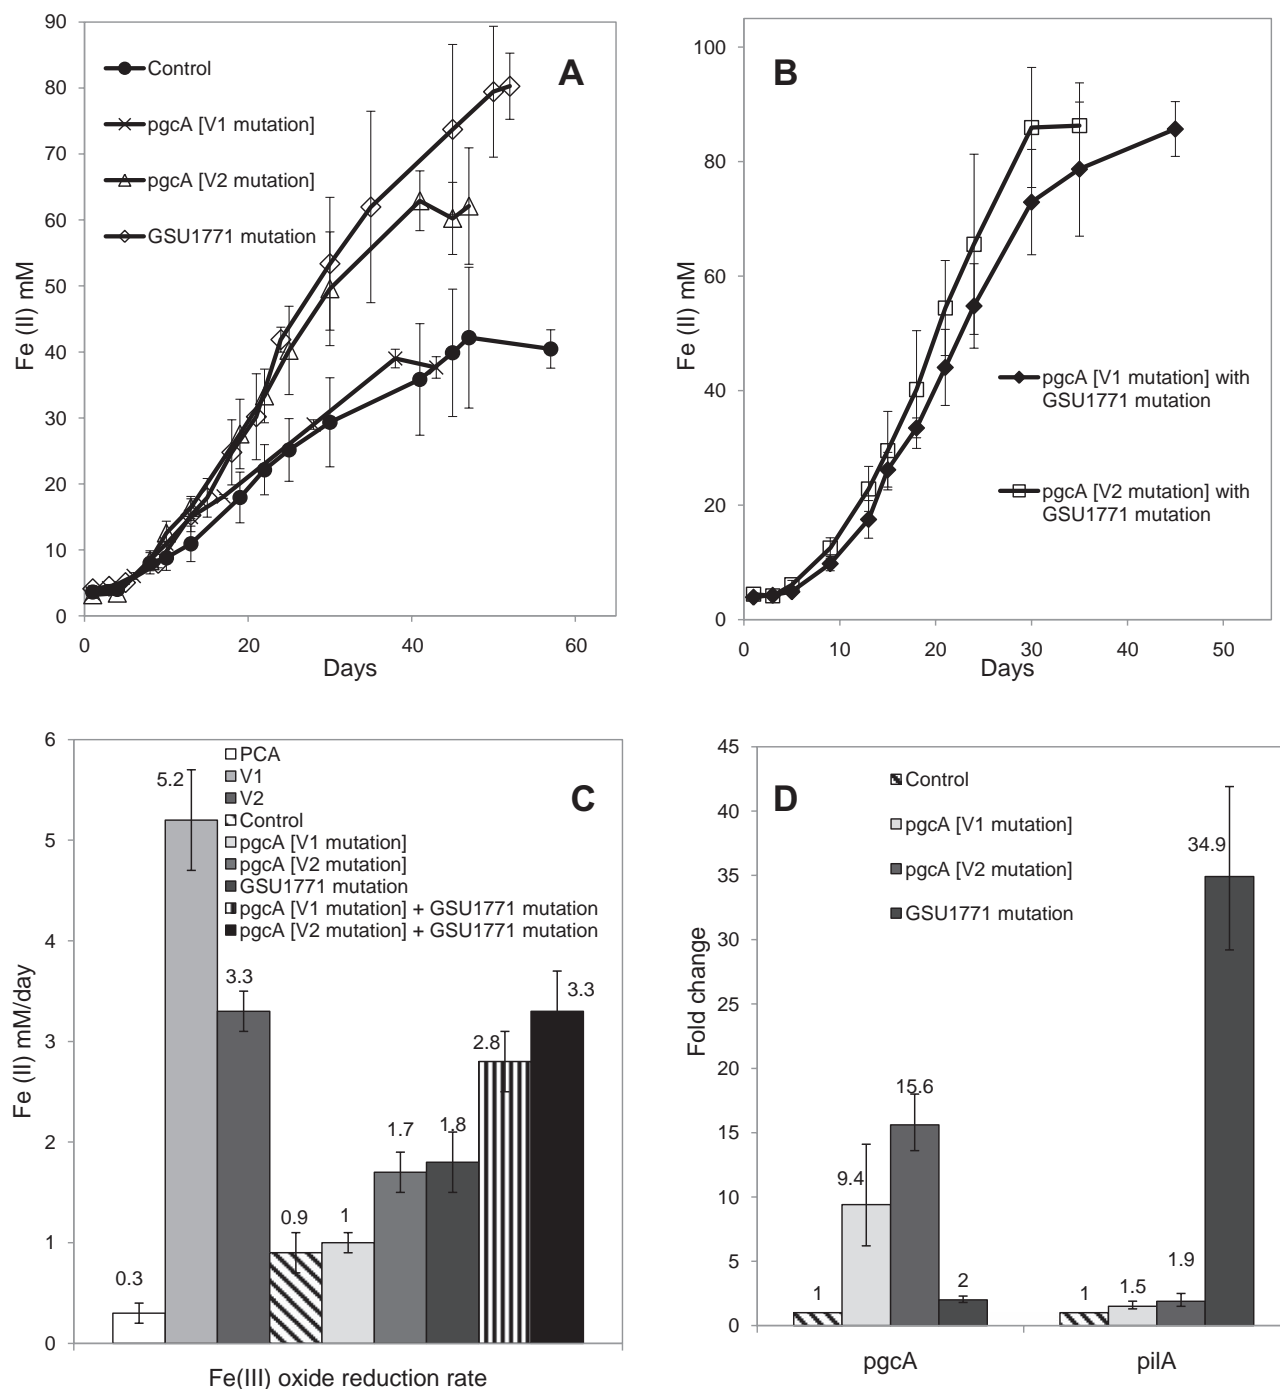 A
90
80
70
60
50
40
30
20
10
0
Fe (II) mM
Control
pgcA [V1 mutation]
pgcA [V2 mutation]
GSU1771 mutation
0 20 40 60
Days
B
100
80
60
40
20
0
Fe (II) mM
pgcA [V1 mutation] with
GSU1771 mutation
pgcA [V2 mutation] with
GSU1771 mutation
0 10 20 30 40 50
Days
C
6
5
4
3
2
1
0
Fe (II) mM/day
PCA
V1
V2
Control
pgcA [V1 mutation]
pgcA [V2 mutation]
GSU1771 mutation
pgcA [V1 mutation] + GSU1771 mutation
pgcA [V2 mutation] + GSU1771 mutation
0.3 5.2 3.3 0.9 1 1.7 1.8 2.8 3.3
Fe(III) oxide reduction rate
D
45
40
35
30
25
20
15
10
5
0
Fold change
Control
pgcA [V1 mutation]
pgcA [V2 mutation]
GSU1771 mutation
1 9.4 15.6 2 1 1.5 1.9 34.9
pgcA pilA